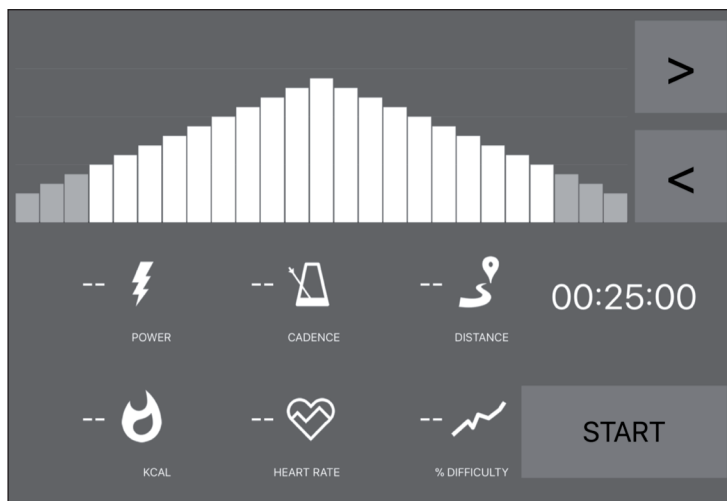 >
<
-- -- -- 00:25:00
POWER CADENCE DISTANCE
-- -- -- START
KCAL HEART RATE % DIFFICULTY